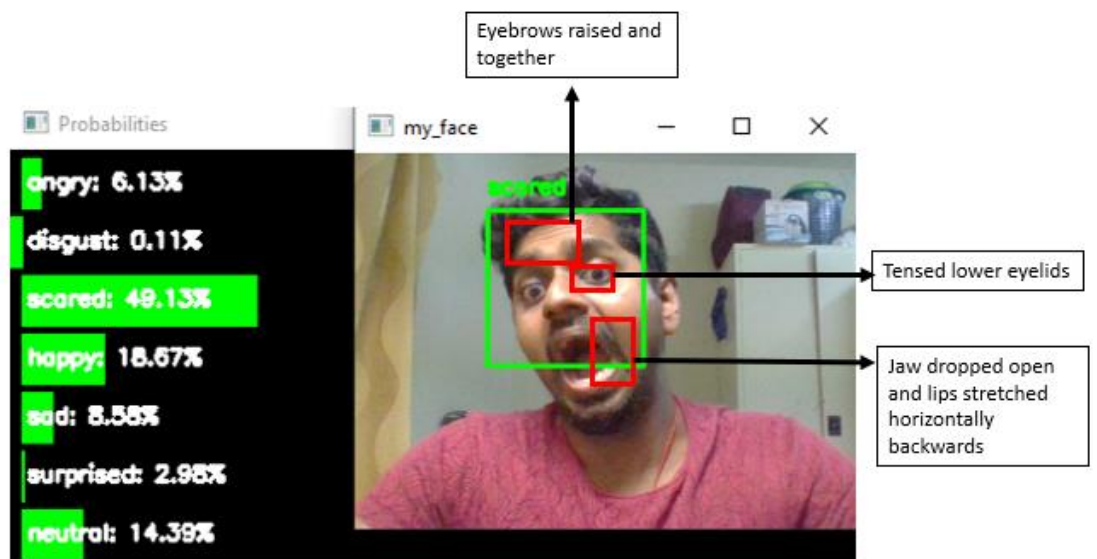 Eyebrows raised and
together
Probabilities
my_face
angry: 6.13%
disgust: 0.11%
scared: 49.13%
happy: 18.67%
sad: 8.58%
surprised: 2.98%
neutral: 14.39%
scared
Tensed lower eyelids
Jaw dropped open
and lips stretched
horizontally
backwards